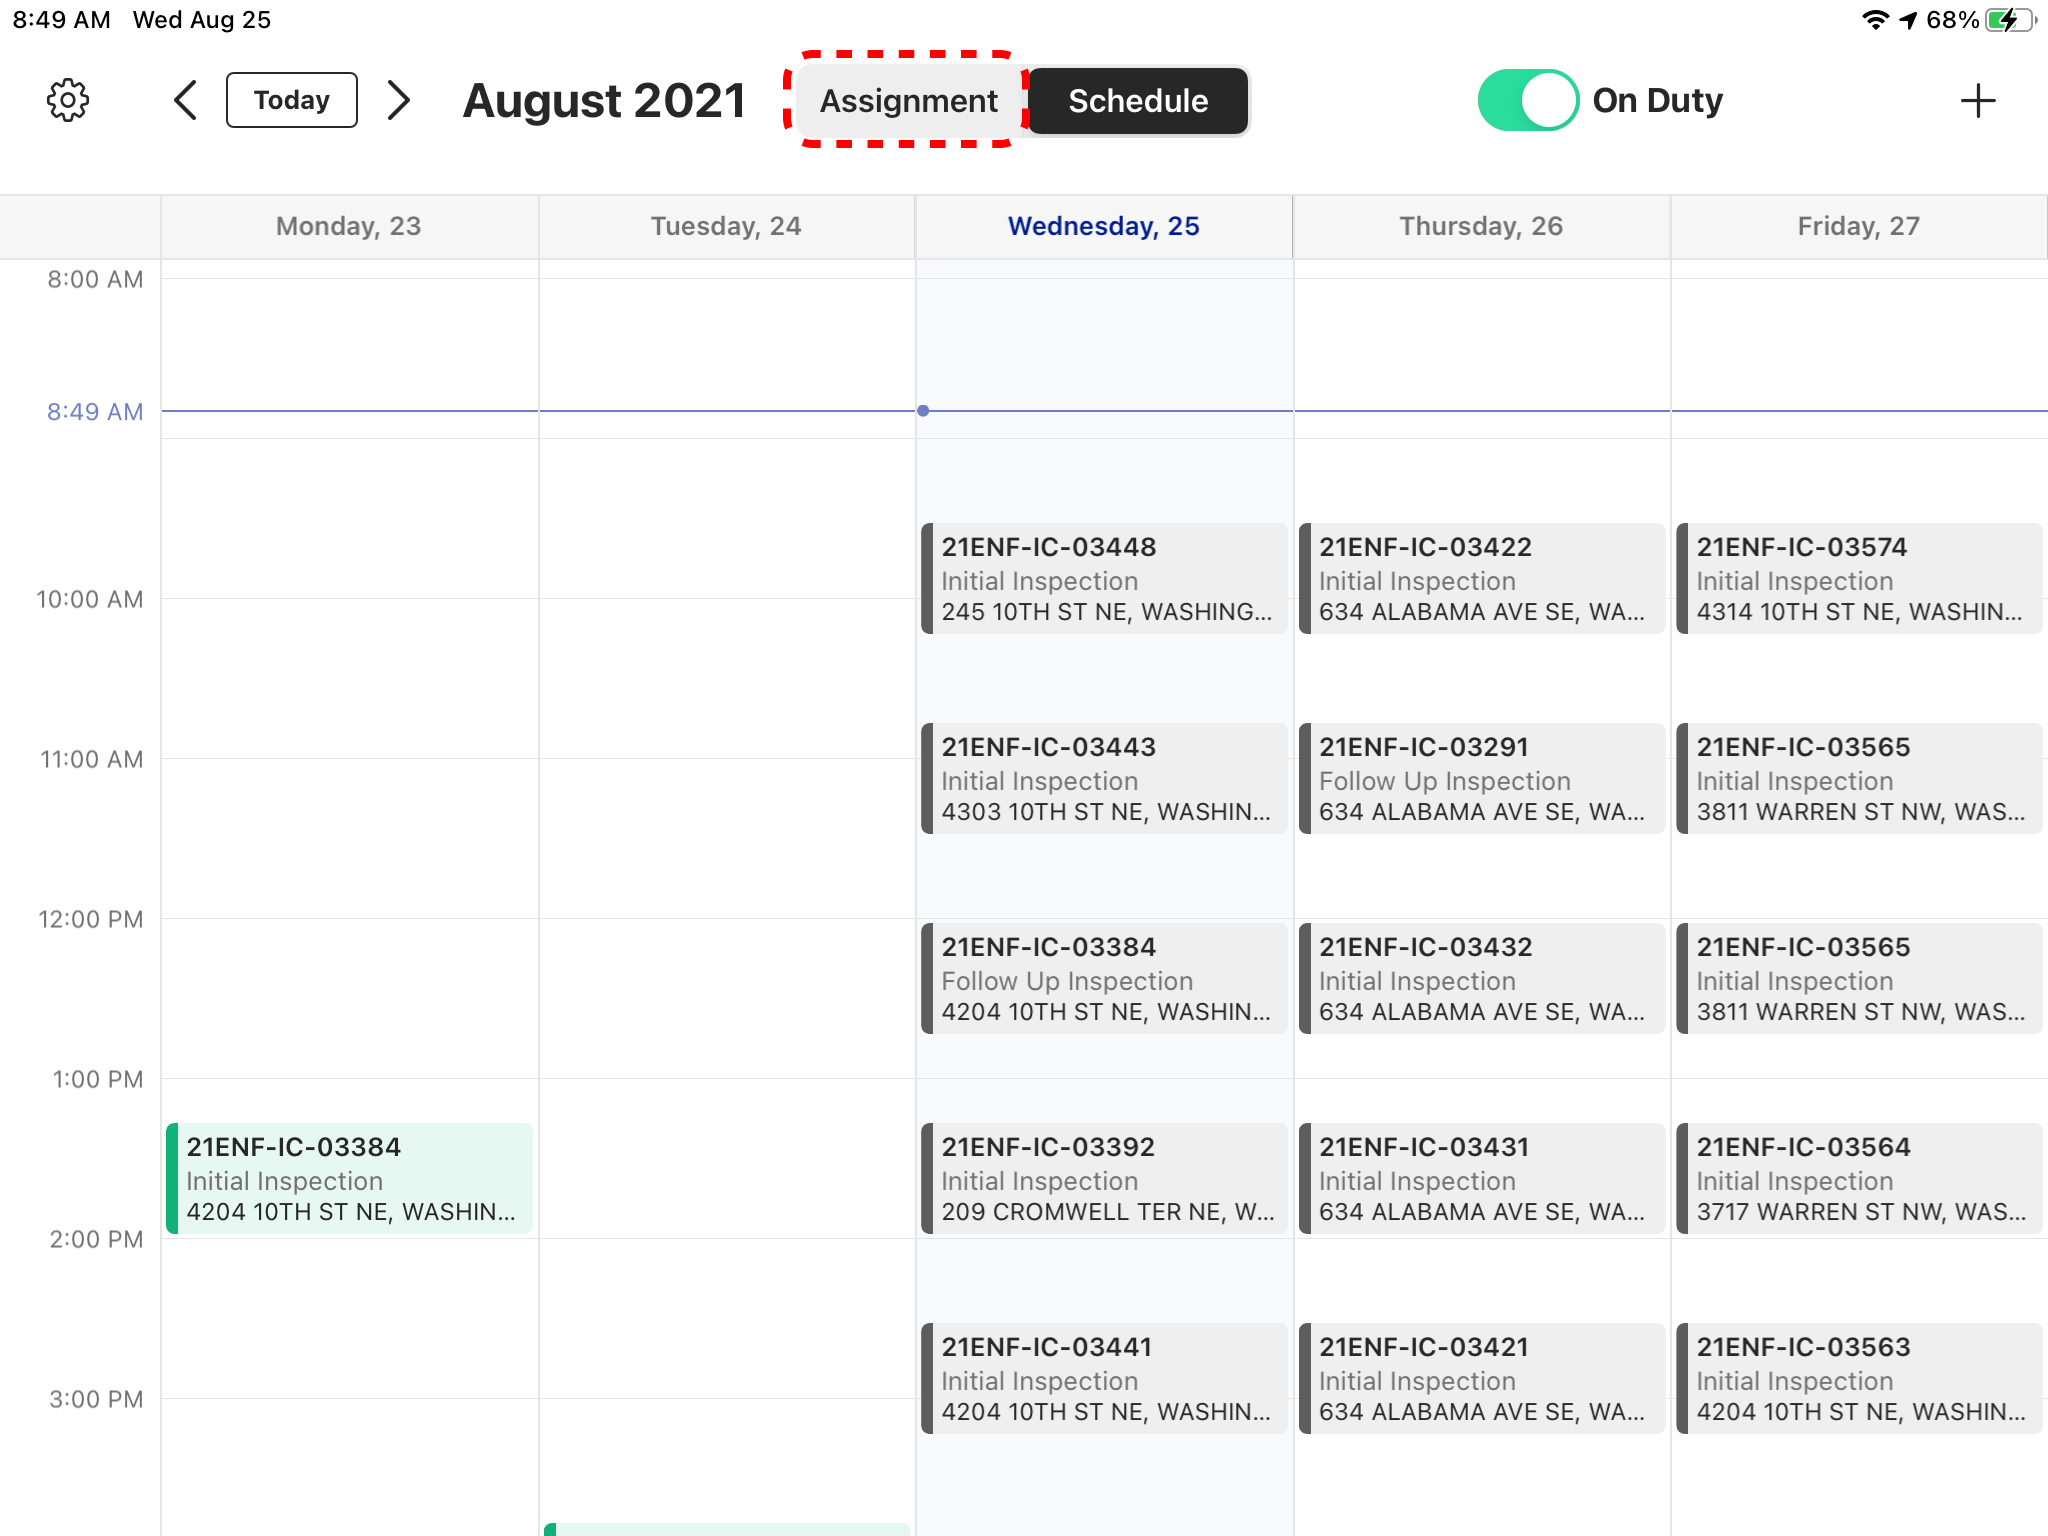 8:49 AM Wed Aug 25 68%
Today August 2021 Assignment Schedule On Duty
Monday, 23 Tuesday, 24 Wednesday, 25 Thursday, 26 Friday, 27
8:00 AM
8:49 AM
21ENF-IC-03448 21ENF-IC-03422 21ENF-IC-03574
Initial Inspection Initial Inspection Initial Inspection
10:00 AM 245 10TH ST NE, WASHING... 634 ALABAMA AVE SE, WA... 4314 10TH ST NE, WASHIN...
21ENF-IC-03443 21ENF-IC-03291 21ENF-IC-03565
11:00 AM
Initial Inspection Follow Up Inspection Initial Inspection
4303 10TH ST NE, WASHIN... 634 ALABAMA AVE SE, WA... 3811 WARREN ST NW, WAS...
12:00 PM
21ENF-IC-03384 21ENF-IC-03432 21ENF-IC-03565
Follow Up Inspection Initial Inspection Initial Inspection
4204 10TH ST NE, WASHIN... 634 ALABAMA AVE SE, WA... 3811 WARREN ST NW, WAS...
1:00 PM
21ENF-IC-03384 21ENF-IC-03392 21ENF-IC-03431 21ENF-IC-03564
Initial Inspection Initial Inspection Initial Inspection Initial Inspection
4204 10TH ST NE, WASHIN... 209 CROMWELL TER NE, W... 634 ALABAMA AVE SE, WA... 3717 WARREN ST NW, WAS...
2:00 PM
21ENF-IC-03441 21ENF-IC-03421 21ENF-IC-03563
Initial Inspection Initial Inspection Initial Inspection
3:00 PM 4204 10TH ST NE, WASHIN... 634 ALABAMA AVE SE, WA... 4204 10TH ST NE, WASHIN...